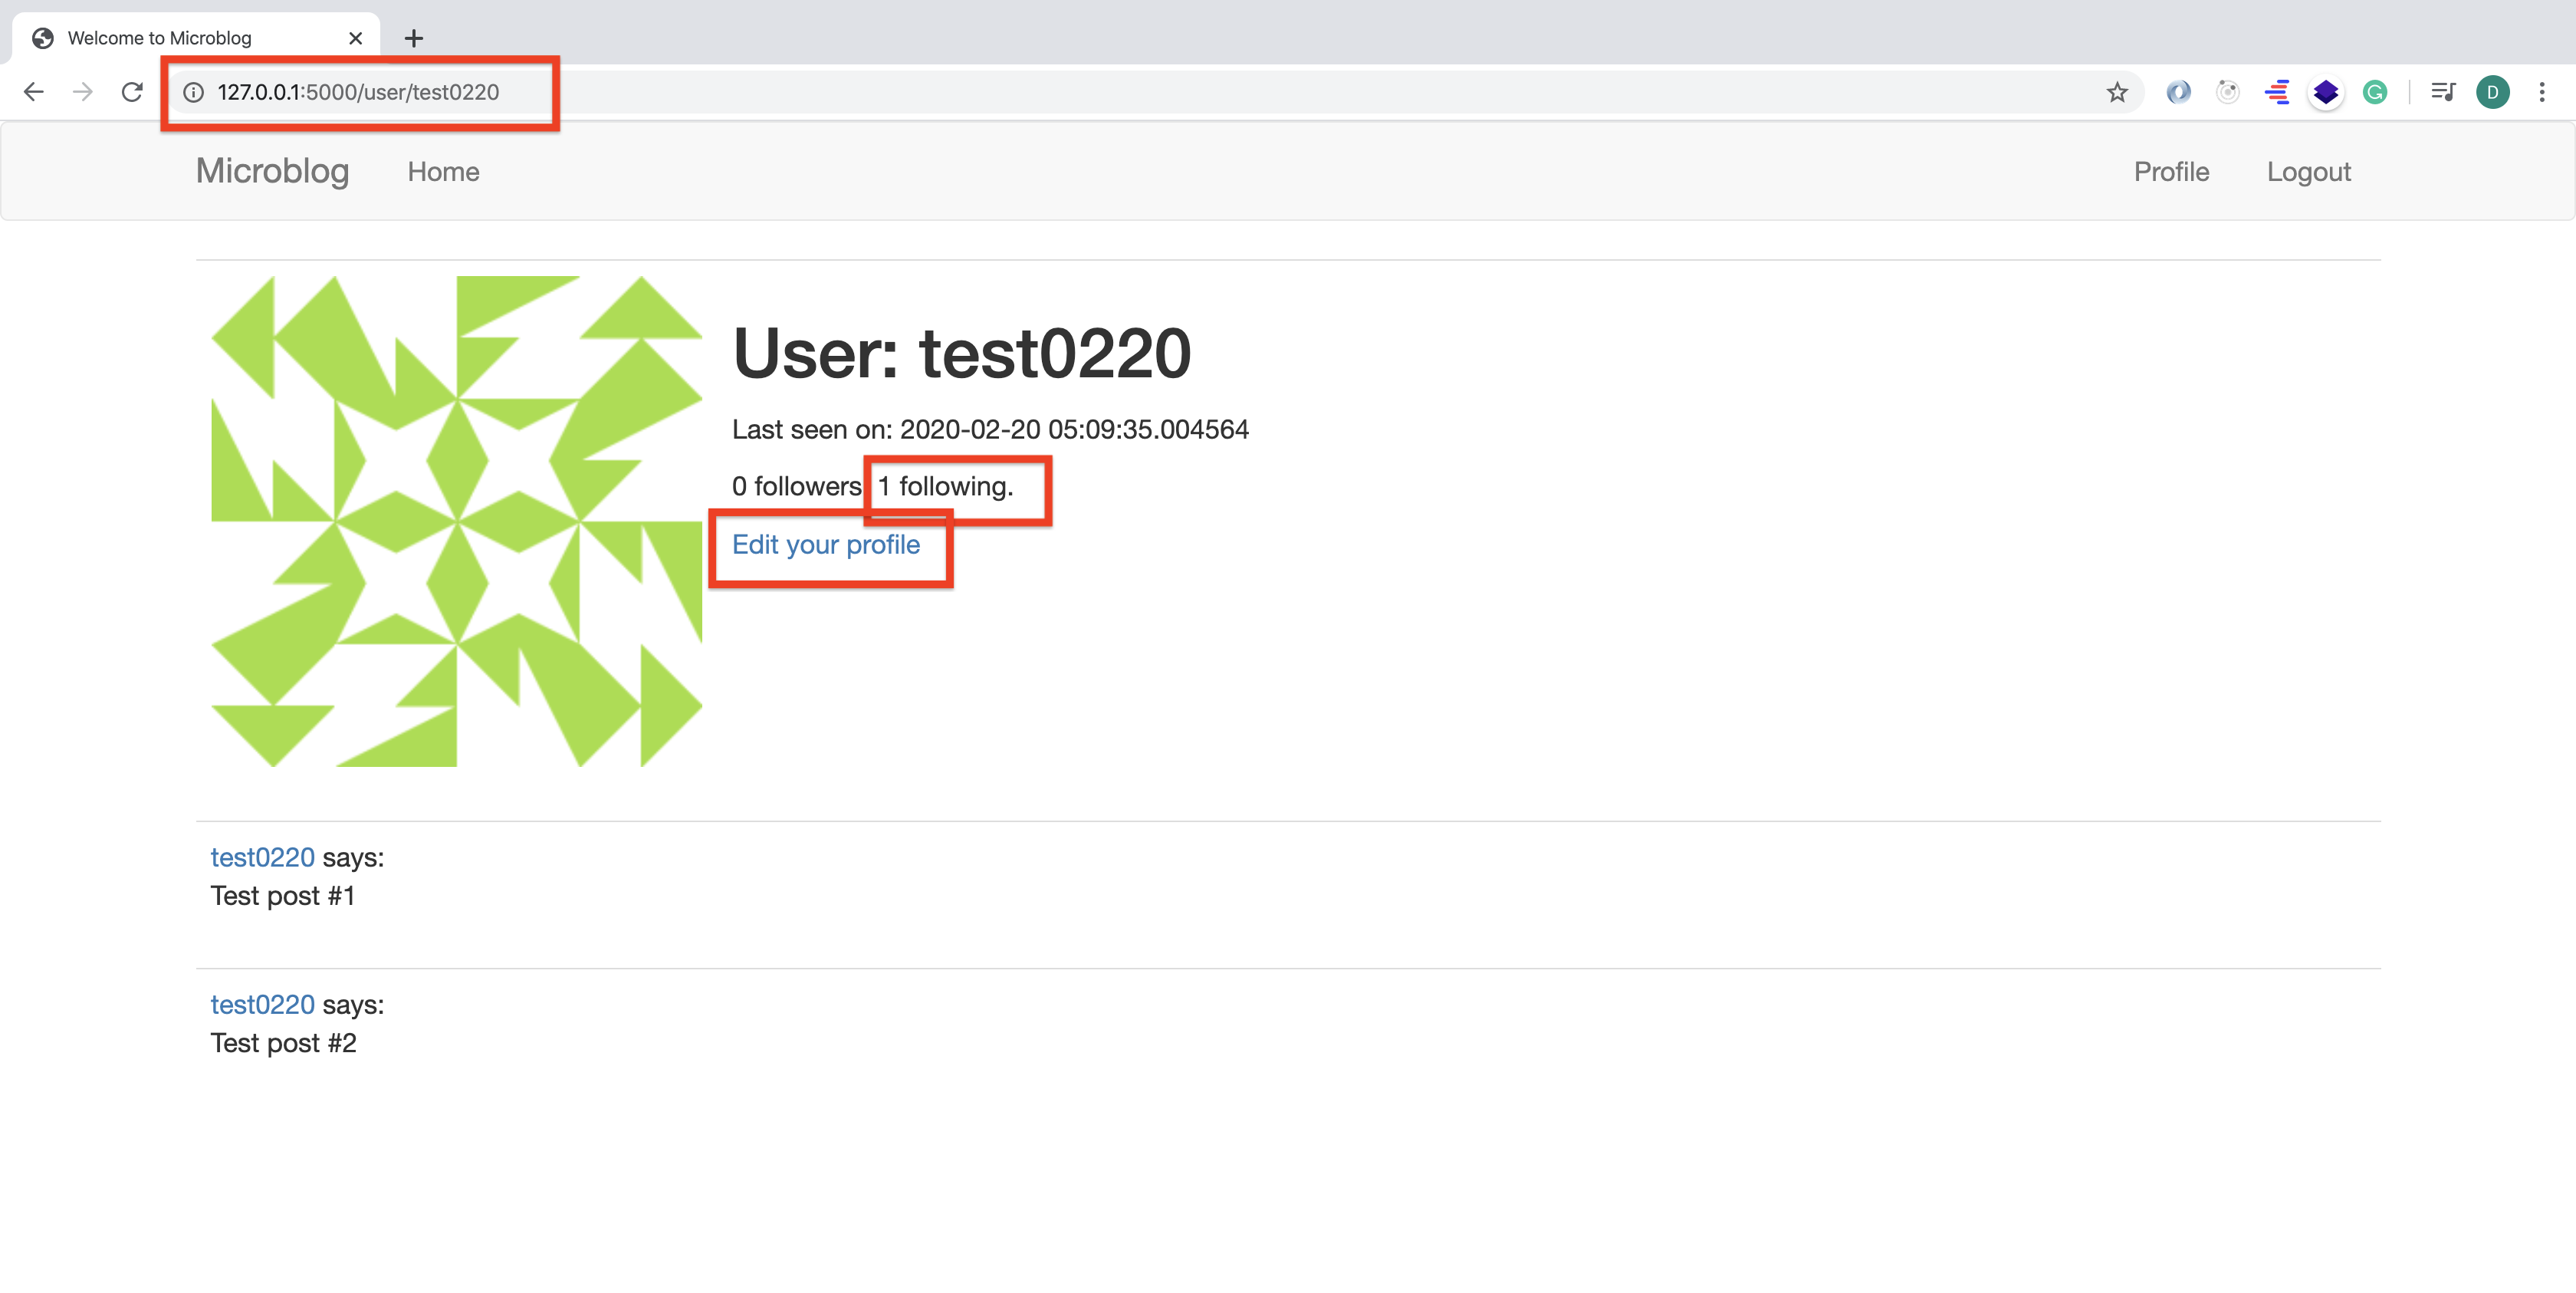 Welcome to Microblog
127.0.0.1:5000/user/test0220
D
Microblog Home Profile Logout
User: test0220
Last seen on: 2020-02-20 05:09:35.004564
0 followers 1 following.
Edit your profile
test0220 says:
Test post #1
test0220 says:
Test post #2